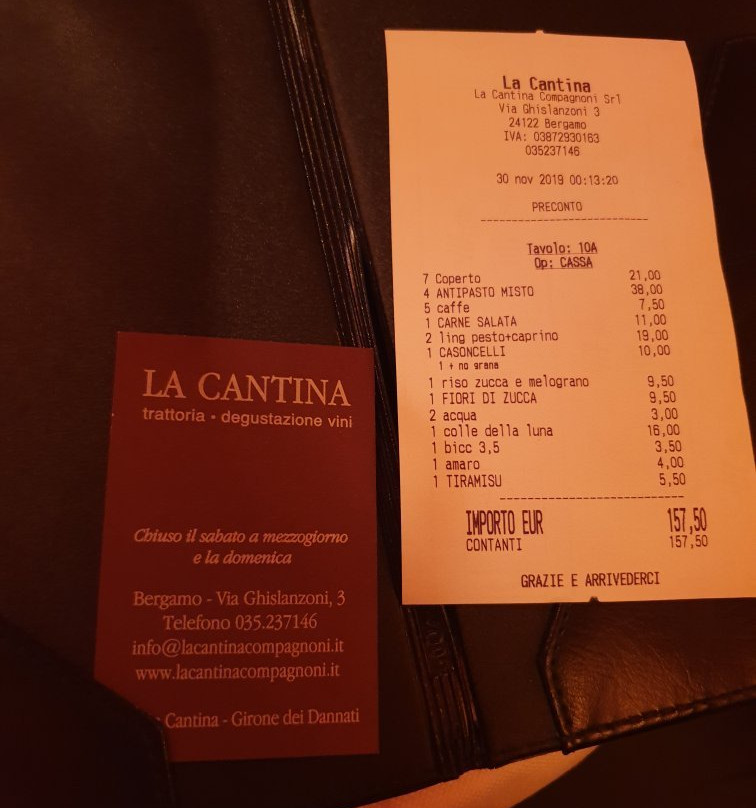 LA CANTINA
trattoria • degustazione vini
Chiuso il sabato a mezzogiorno
e la domenica
Bergamo - Via Ghislanzoni, 3
Telefono 035.237146
info@lacantinacompagnoni.it
www.lacantinacompagnoni.it
Cantina - Girone dei Dannati
La Cantina
La Cantina Compagnoni Srl
Via Ghislanzoni 3
24122 Bergamo
IVA: 03872930163
035237146
30 nov 2019 00:13:20
PRECONTO
Tavolo: 10A
Op: CASSA
7 Coperto 21,00
4 ANTIPASTO MISTO 38,00
5 caffe 7,50
1 CARNE SALATA 11,00
2 ling pesto+caprino 19,00
1 CASONCELLI 10,00
1 + no grana
1 riso zucca e melograno 9,50
1 FIORI DI ZUCCA 9,50
2 acqua 3,00
1 colle della luna 16,00
1 bicc 3,5 3,50
1 amaro 4,00
1 TIRAMISU 5,50
IMPORTO EUR 157,50
CONTANTI 157,50
GRAZIE E ARRIVEDERCI